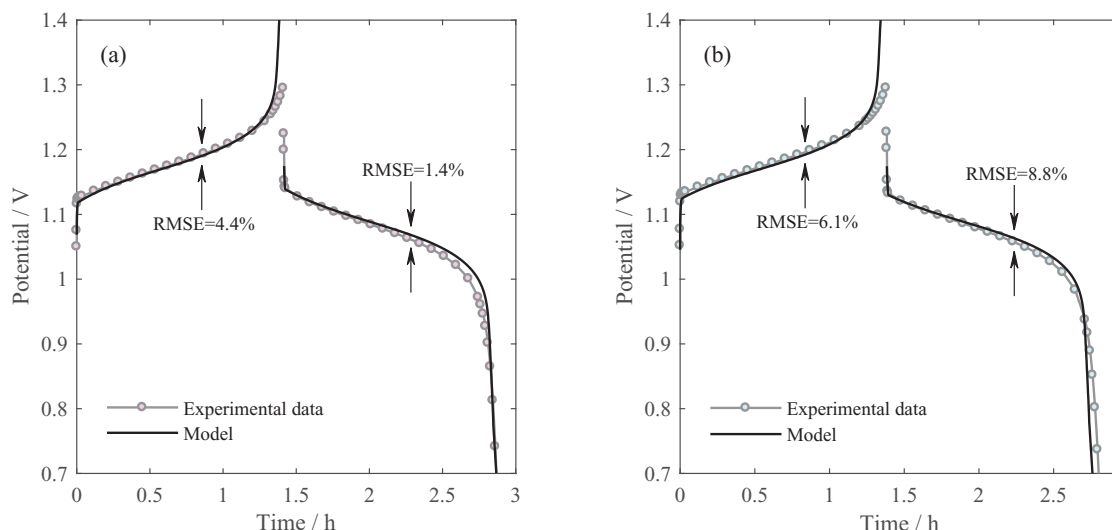 (a)
1.4
1.3
1.2
1.1
1
0.9
0.8
0.7
Potential / V
RMSE=4.4%
RMSE=1.4%
Experimental data
Model
0
0.5
1
1.5
2
2.5
3
Time / h
(b)
1.4
1.3
1.2
1.1
1
0.9
0.8
0.7
Potential / V
RMSE=6.1%
RMSE=8.8%
Experimental data
Model
0
0.5
1
1.5
2
2.5
Time / h